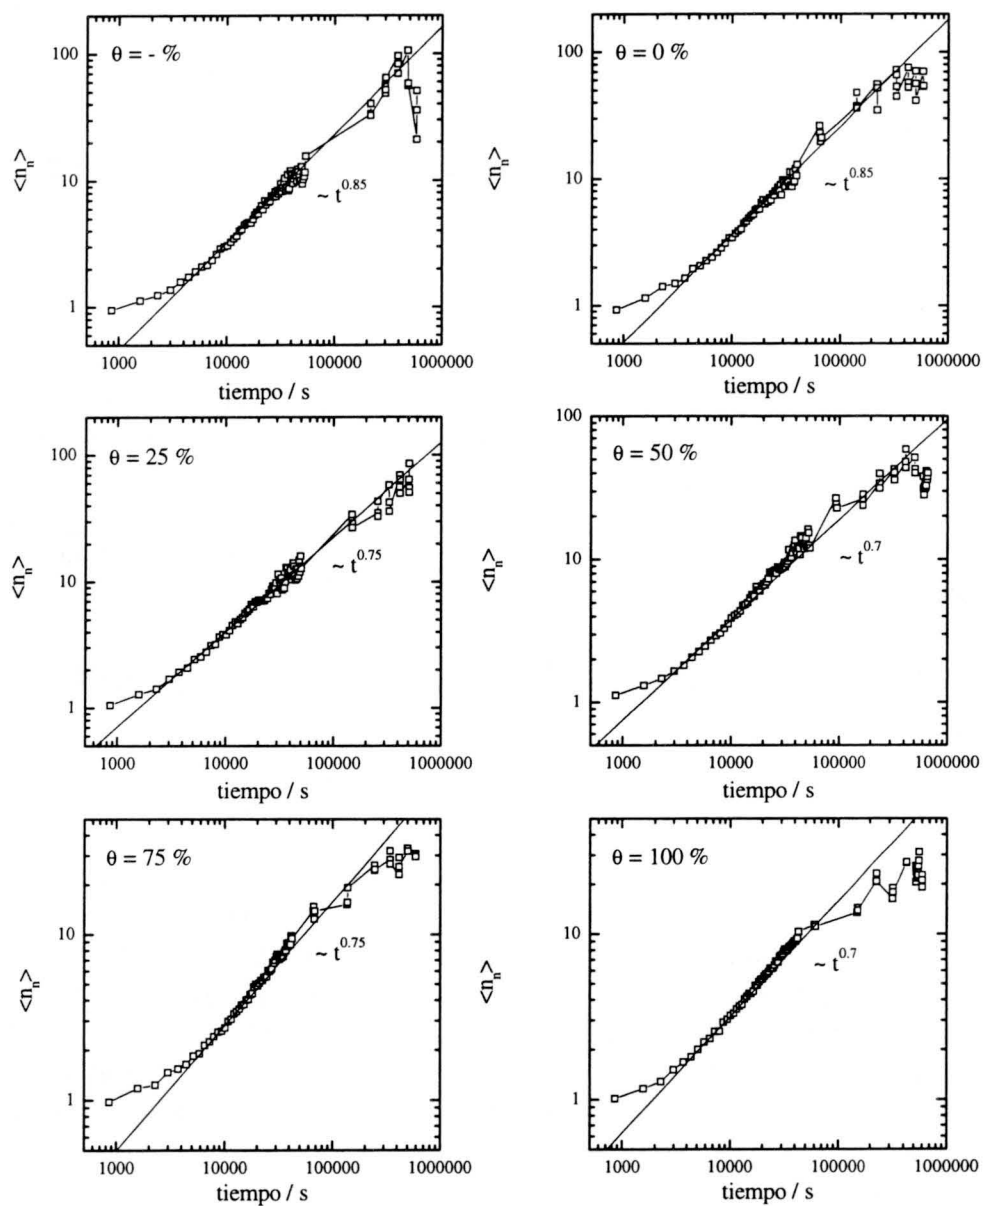 θ = - %
100
10
1
<n_n>
~ t^0.85
1000 10000 100000 1000000
tiempo / s
θ = 0 %
100
10
1
<n_n>
~ t^0.85
1000 10000 100000 1000000
tiempo / s
θ = 25 %
100
10
1
<n_n>
~ t^0.75
1000 10000 100000 1000000
tiempo / s
θ = 50 %
100
10
1
<n_n>
~ t^0.7
1000 10000 100000 1000000
tiempo / s
θ = 75 %
10
1
<n_n>
~ t^0.75
1000 10000 100000 1000000
tiempo / s
θ = 100 %
10
1
<n_n>
~ t^0.7
1000 10000 100000 1000000
tiempo / s